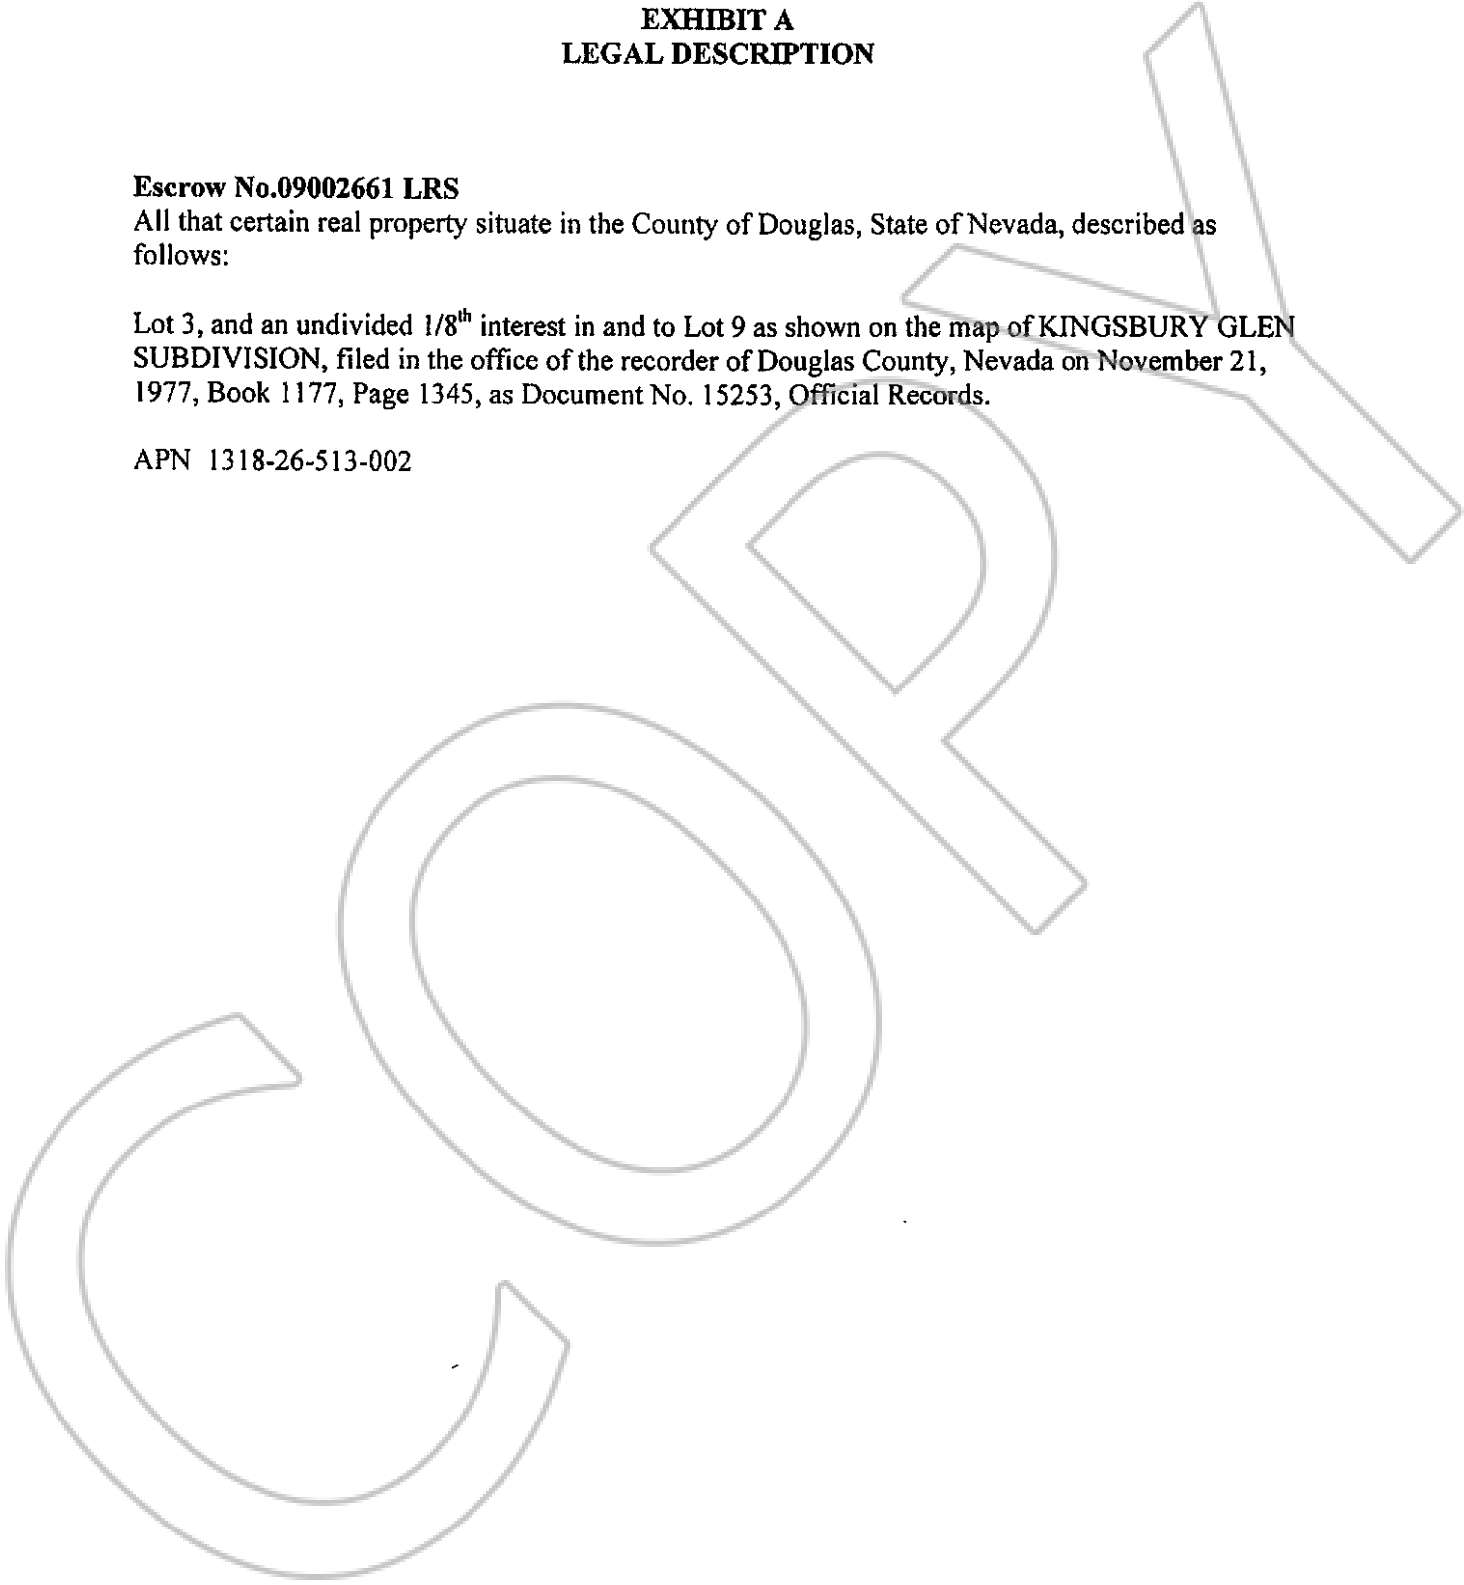 EXHIBIT A
LEGAL DESCRIPTION
Escrow No.09002661 LRS
All that certain real property situate in the County of Douglas, State of Nevada, described as
follows:
Lot 3, and an undivided 1/8th interest in and to Lot 9 as shown on the map of KINGSBURY GLEN
SUBDIVISION, filed in the office of the recorder of Douglas County, Nevada on November 21,
1977, Book 1177, Page 1345, as Document No. 15253, Official Records.
APN 1318-26-513-002
COPY